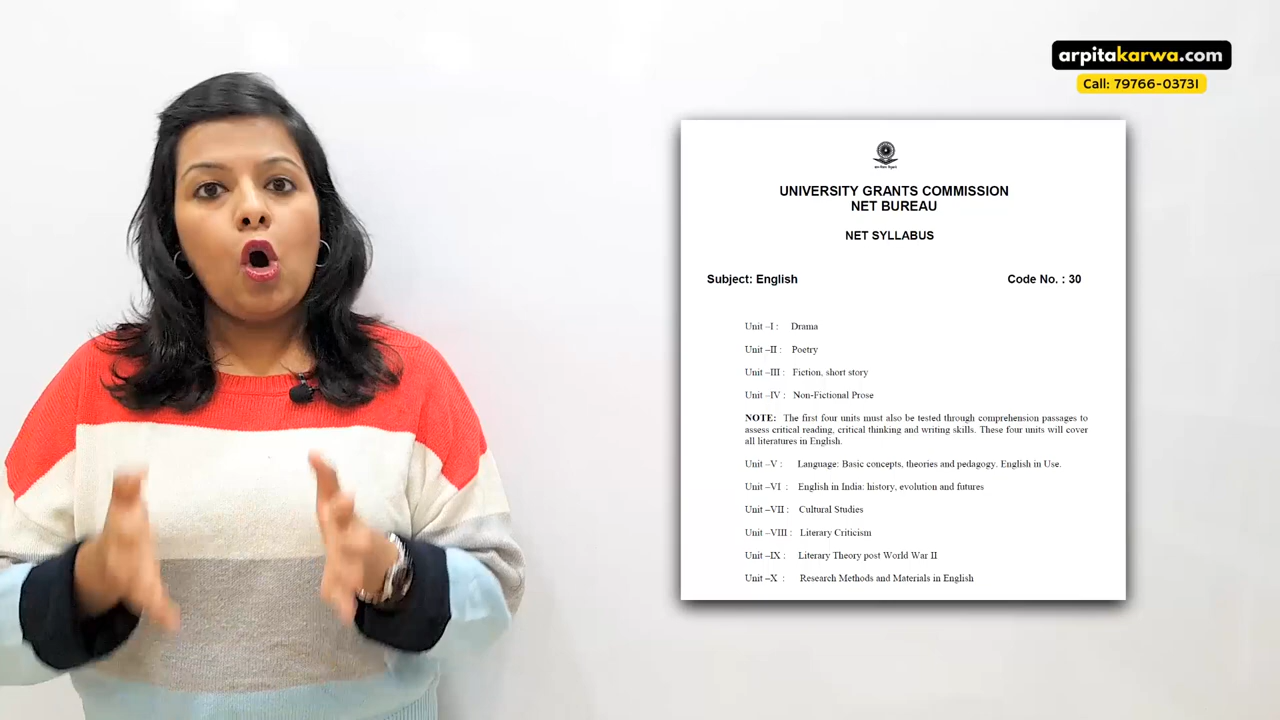 arpitakarwa.com
Call: 79766-03731
UNIVERSITY GRANTS COMMISSION
NET BUREAU
NET SYLLABUS
Subject: English Code No. : 30
Unit –I : Drama
Unit –II : Poetry
Unit –III : Fiction, short story
Unit –IV : Non-Fictional Prose
NOTE: The first four units must also be tested through comprehension passages to
assess critical reading, critical thinking and writing skills. These four units will cover
all literatures in English.
Unit –V : Language: Basic concepts, theories and pedagogy. English in Use.
Unit –VI : English in India: history, evolution and futures
Unit –VII : Cultural Studies
Unit –VIII : Literary Criticism
Unit –IX : Literary Theory post World War II
Unit –X : Research Methods and Materials in English